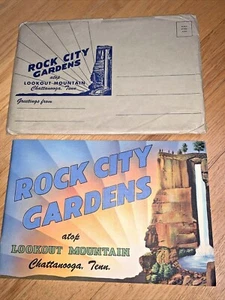 ROCK CITY
GARDENS
atop
LOOKOUT MOUNTAIN
Chattanooga, Tenn.
Greetings from
ROCK CITY
GARDENS
atop
LOOKOUT MOUNTAIN
Chattanooga, Tenn.